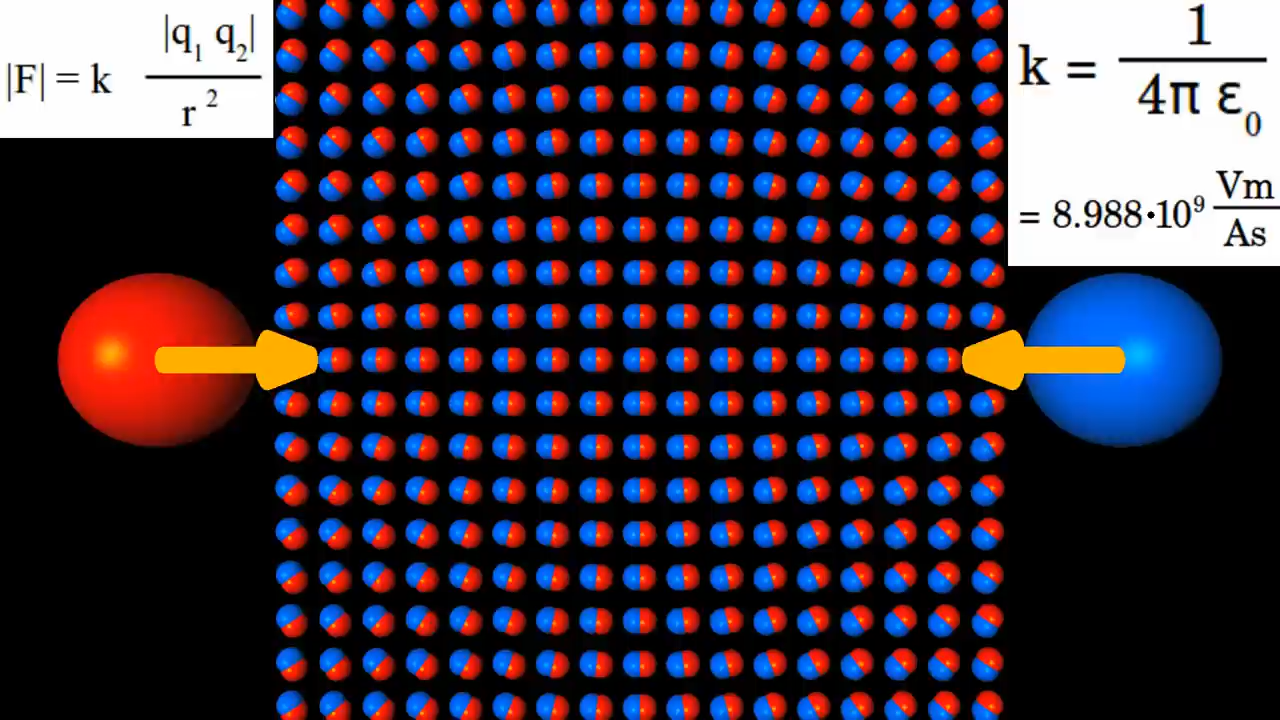 |F| = k |q₁ q₂| / r²
k = 1 / 4π ε₀
= 8.988·10⁹ Vm / As